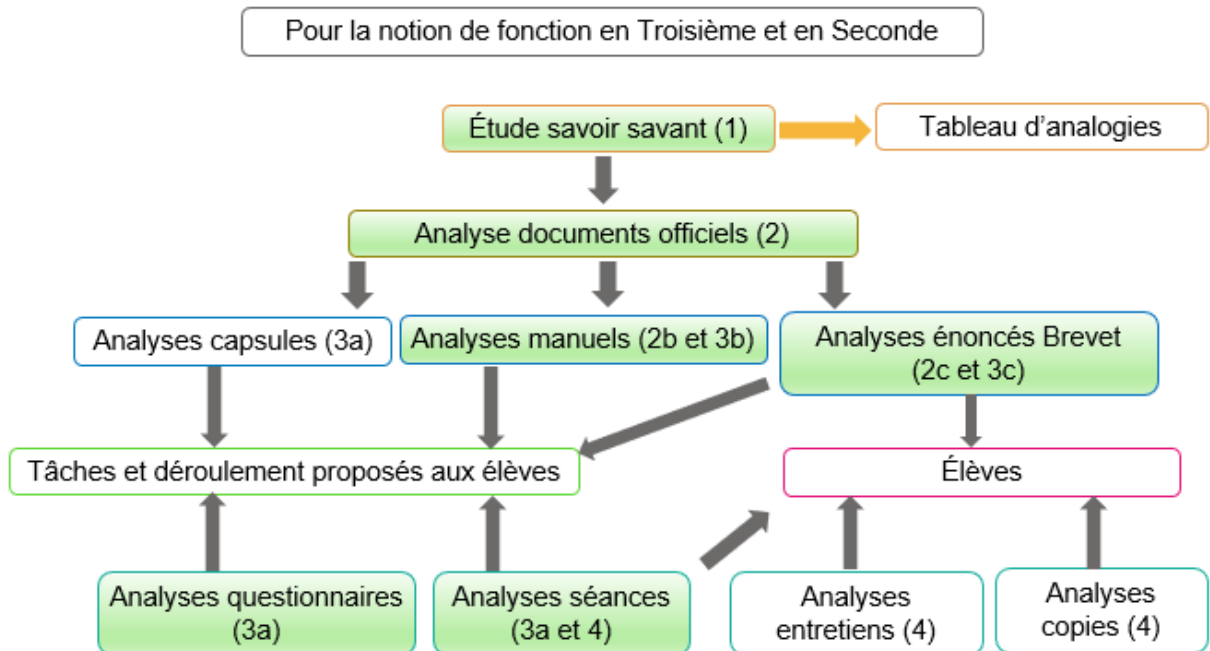 Pour la notion de fonction en Troisième et en Seconde
Étude savoir savant (1)
Tableau d'analogies
Analyse documents officiels (2)
Analyses capsules (3a)
Analyses manuels (2b et 3b)
Analyses énoncés Brevet
(2c et 3c)
Tâches et déroulement proposés aux élèves
Élèves
Analyses questionnaires
(3a)
Analyses séances
(3a et 4)
Analyses
entretiens (4)
Analyses
copies (4)